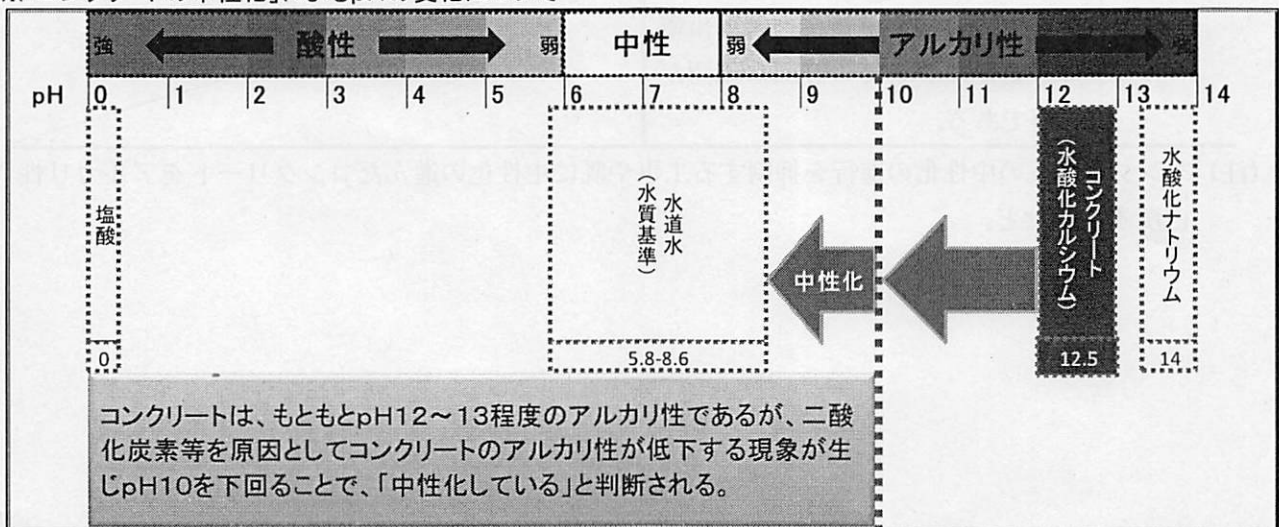 強 酸性 弱 中性 弱 アルカリ性
pH 0 1 2 3 4 5 6 7 8 9 10 11 12 13 14
塩酸
0
水道水
(水質基準)
5.8-8.6
中性化
コンクリート
(水酸化カルシウム)
12.5
水酸化ナトリウム
14
コンクリートは、もともとpH12～13程度のアルカリ性であるが、二酸
化炭素等を原因としてコンクリートのアルカリ性が低下する現象が生
じpH10を下回ることで、「中性化している」と判断される。